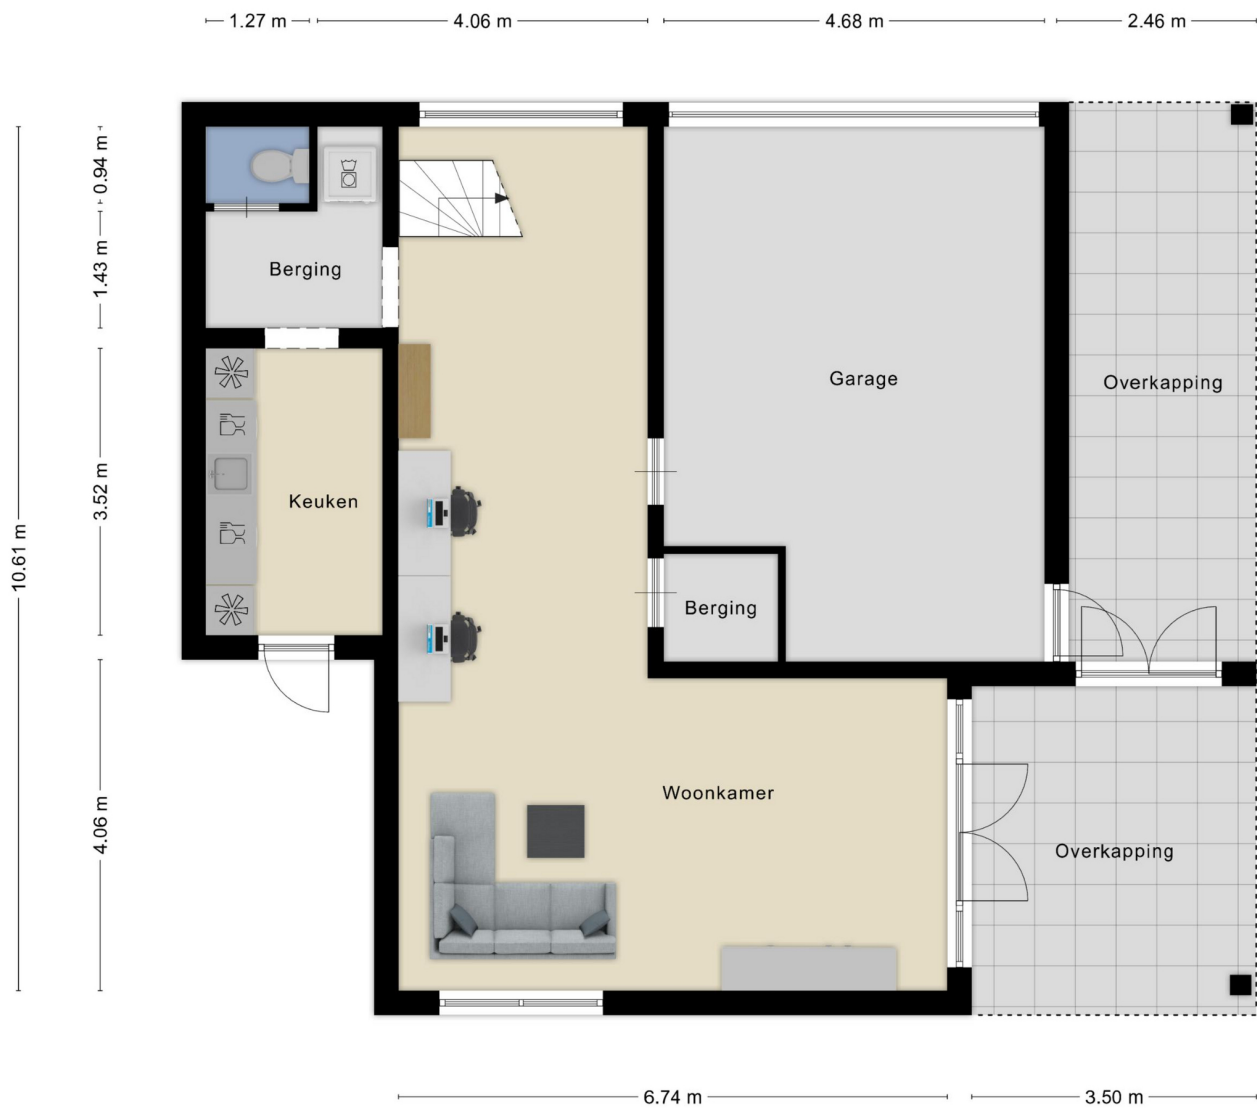 1.27 m
4.06 m
4.68 m
2.46 m
0.94 m
1.43 m
Berging
3.52 m
Keuken
10.61 m
4.06 m
Garage
Overkapping
Berging
Woonkamer
Overkapping
6.74 m
3.50 m